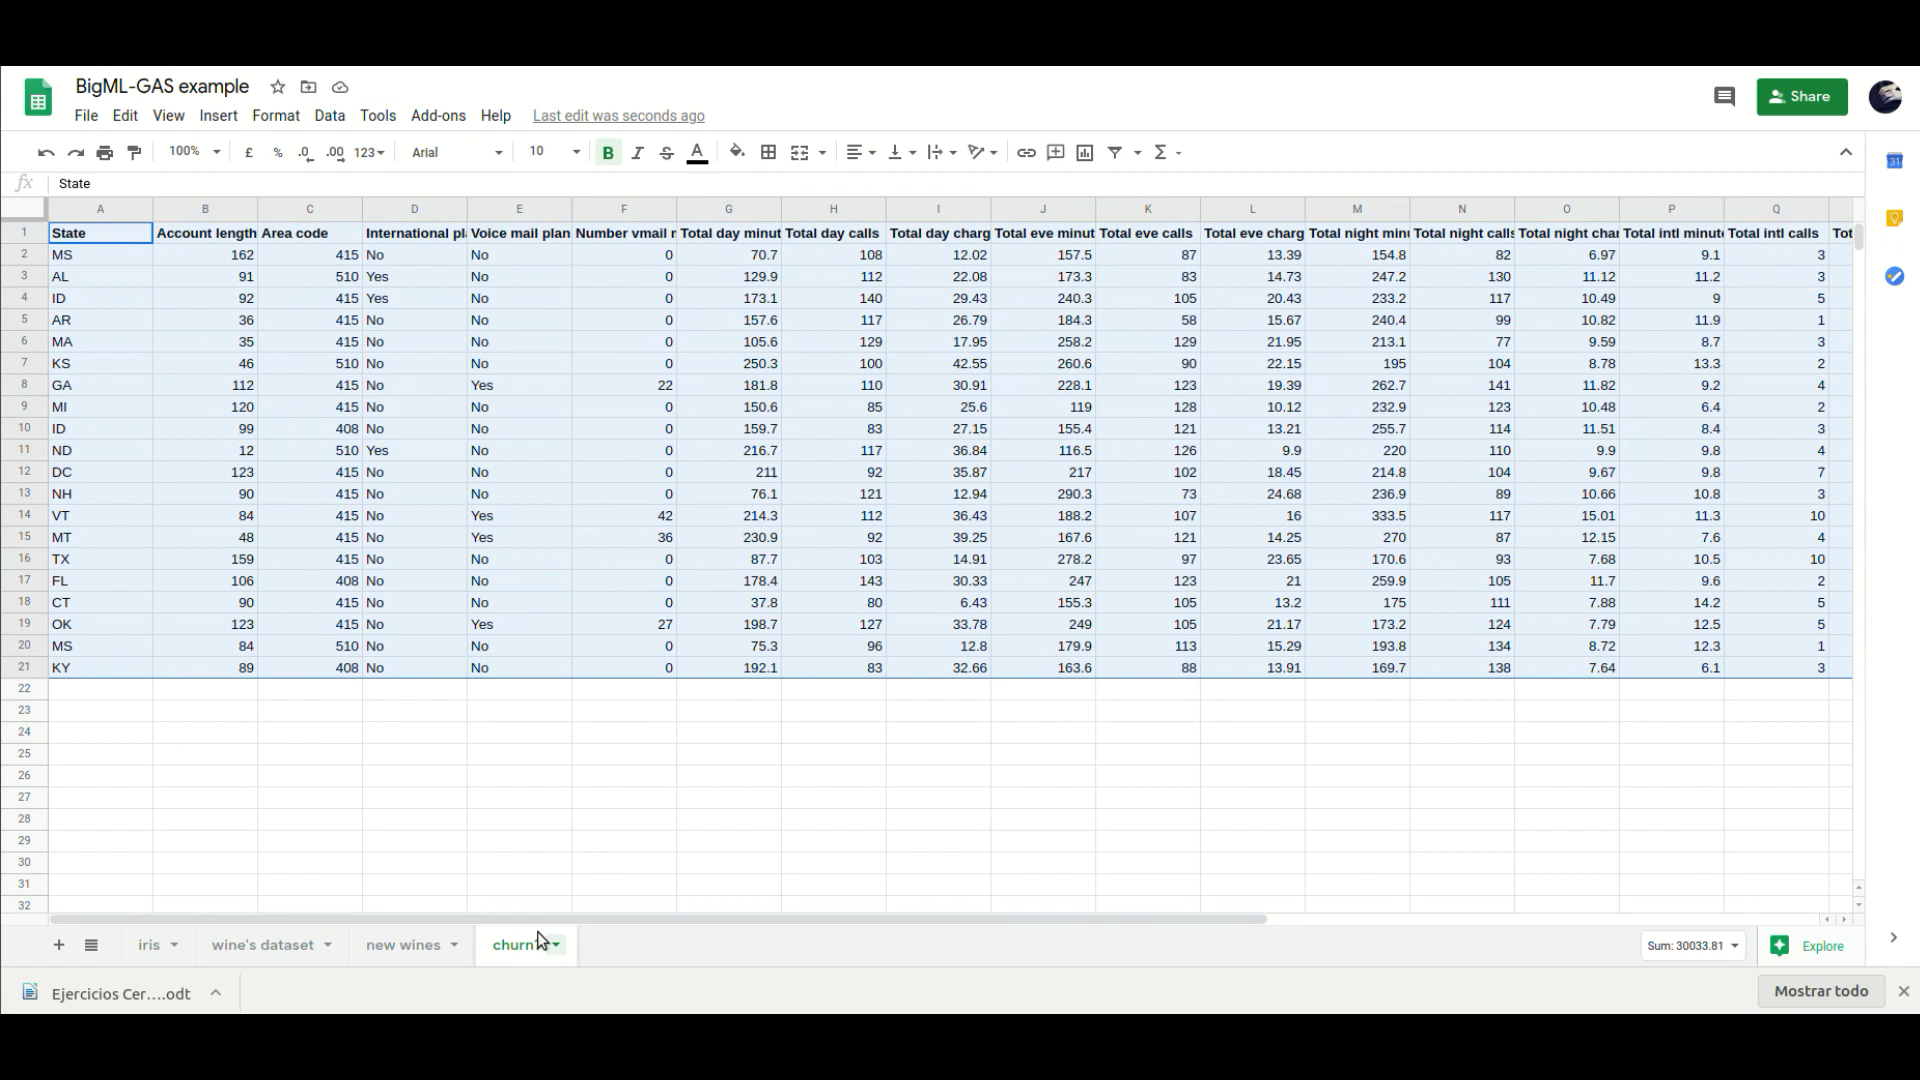 BigML-GAS example
File Edit View Insert Format Data Tools Add-ons Help Last edit was seconds ago
Share
31
100% £ % .0 .00 123 Arial 10 B I S A Σ
fx State
A B C D E F G H I J K L M N O P Q
1 State Account length Area code International pl Voice mail plan Number vmail r Total day minut Total day calls Total day charg Total eve minut Total eve calls Total eve charg Total night minu Total night calls Total night char Total intl minute Total intl calls Tot
2 MS 162 415 No No 0 70.7 108 12.02 157.5 87 13.39 154.8 82 6.97 9.1 3
3 AL 91 510 Yes No 0 129.9 112 22.08 173.3 83 14.73 247.2 130 11.12 11.2 3
4 ID 92 415 Yes No 0 173.1 140 29.43 240.3 105 20.43 233.2 117 10.49 9 5
5 AR 36 415 No No 0 157.6 117 26.79 184.3 58 15.67 240.4 99 10.82 11.9 1
6 MA 35 415 No No 0 105.6 129 17.95 258.2 129 21.95 213.1 77 9.59 8.7 3
7 KS 46 510 No No 0 250.3 100 42.55 260.6 90 22.15 195 104 8.78 13.3 2
8 GA 112 415 No Yes 22 181.8 110 30.91 228.1 123 19.39 262.7 141 11.82 9.2 4
9 MI 120 415 No No 0 150.6 85 25.6 119 128 10.12 232.9 123 10.48 6.4 2
10 ID 99 408 No No 0 159.7 83 27.15 155.4 121 13.21 255.7 114 11.51 8.4 3
11 ND 12 510 Yes No 0 216.7 117 36.84 116.5 126 9.9 220 110 9.9 9.8 4
12 DC 123 415 No No 0 211 92 35.87 217 102 18.45 214.8 104 9.67 9.8 7
13 NH 90 415 No No 0 76.1 121 12.94 290.3 73 24.68 236.9 89 10.66 10.8 3
14 VT 84 415 No Yes 42 214.3 112 36.43 188.2 107 16 333.5 117 15.01 11.3 10
15 MT 48 415 No Yes 36 230.9 92 39.25 167.6 121 14.25 270 87 12.15 7.6 4
16 TX 159 415 No No 0 87.7 103 14.91 278.2 97 23.65 170.6 93 7.68 10.5 10
17 FL 106 408 No No 0 178.4 143 30.33 247 123 21 259.9 105 11.7 9.6 2
18 CT 90 415 No No 0 37.8 80 6.43 155.3 105 13.2 175 111 7.88 14.2 5
19 OK 123 415 No Yes 27 198.7 127 33.78 249 105 21.17 173.2 124 7.79 12.5 5
20 MS 84 510 No No 0 75.3 96 12.8 179.9 113 15.29 193.8 134 8.72 12.3 1
21 KY 89 408 No No 0 192.1 83 32.66 163.6 88 13.91 169.7 138 7.64 6.1 3
22
23
24
25
26
27
28
29
30
31
32
iris wine's dataset new wines churn Sum: 30033.81 Explore
Ejercicios Cer….odt Mostrar todo